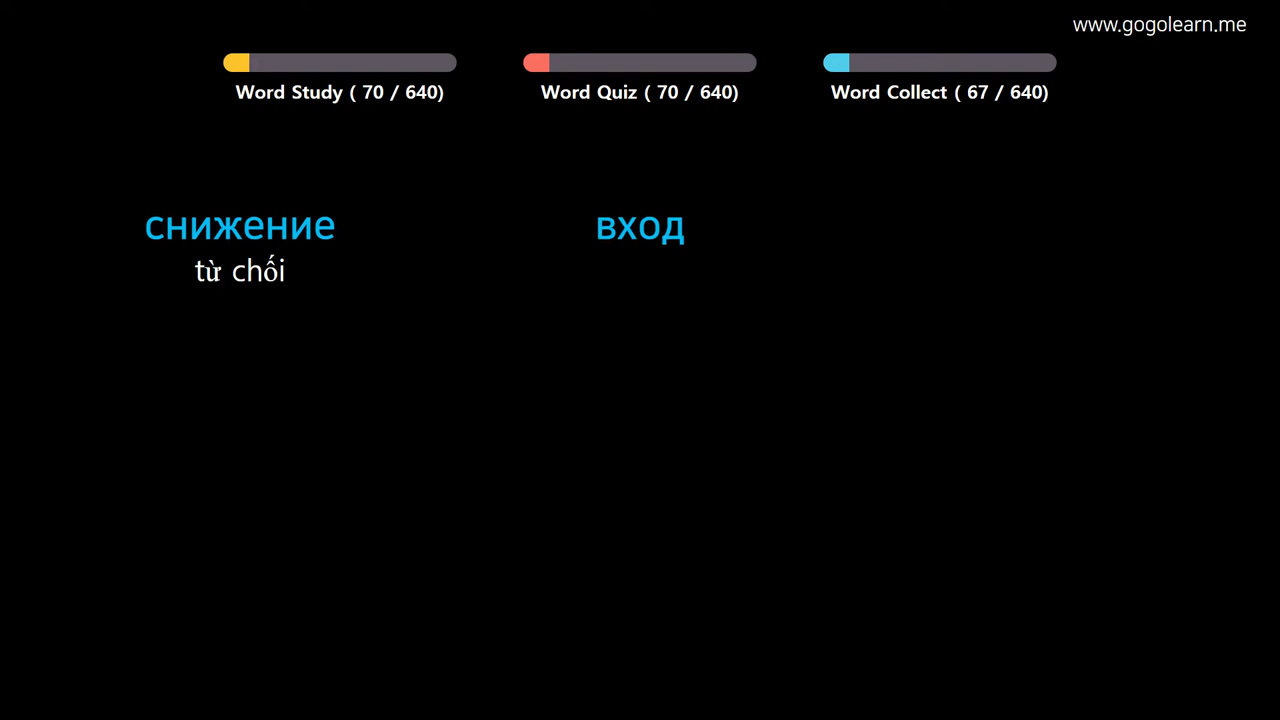 www.gogolearn.me
Word Study ( 70 / 640)
Word Quiz ( 70 / 640)
Word Collect ( 67 / 640)
снижение
từ chối
вход